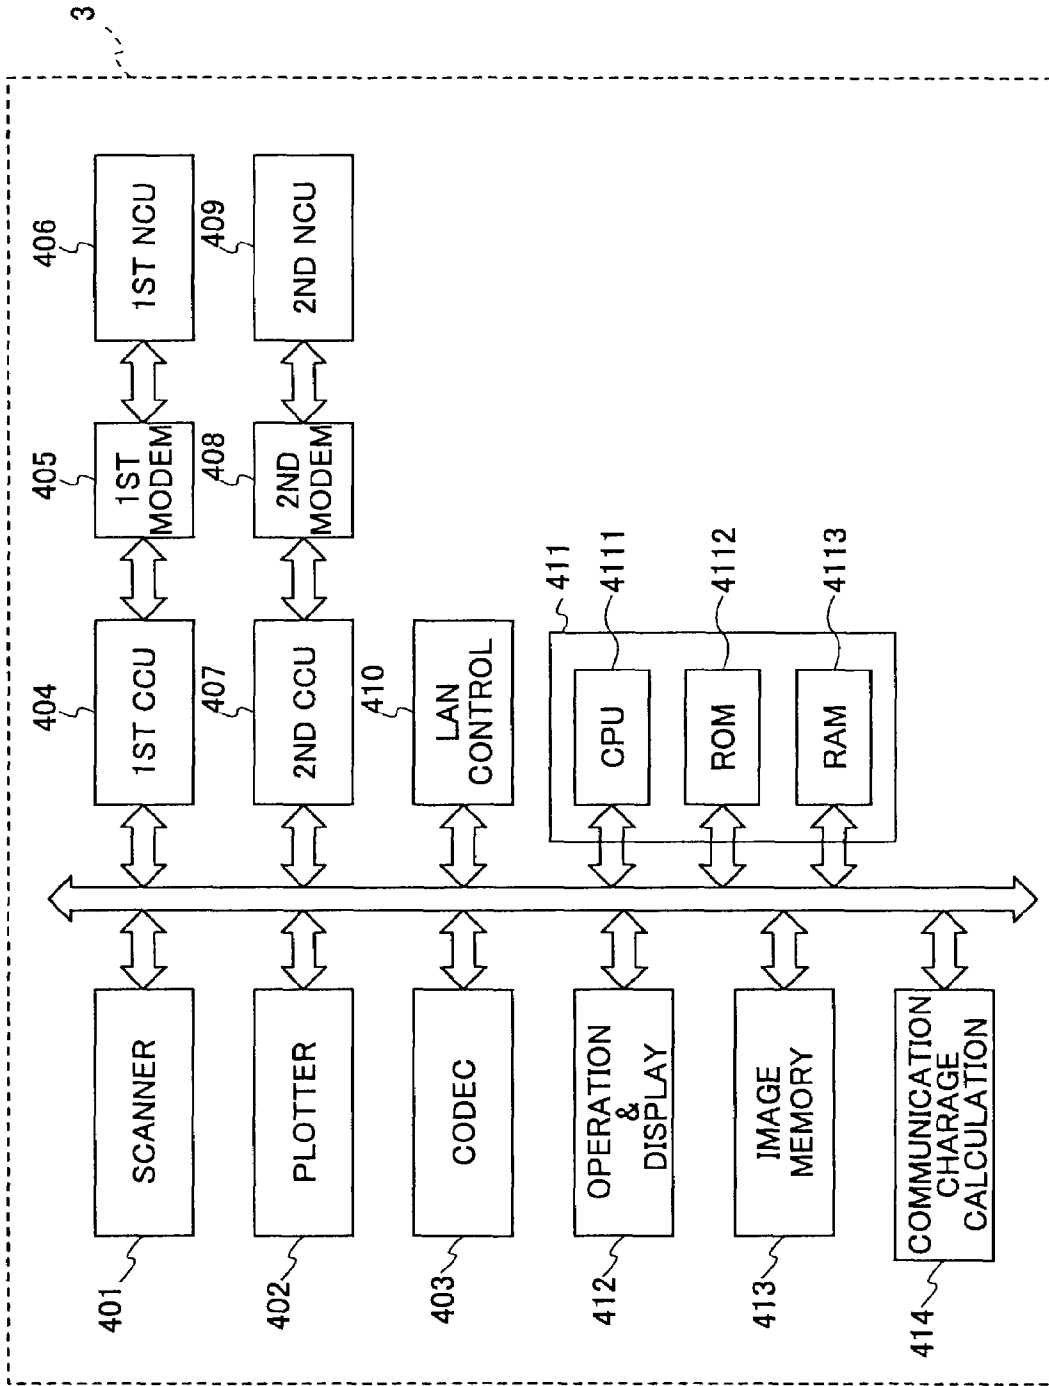 3
401
SCANNER
404
1ST CCU
405
1ST
MODEM
406
1ST NCU
402
PLOTTER
407
2ND CCU
408
2ND
MODEM
409
2ND NCU
403
CODEC
410
LAN
CONTROL
412
OPERATION
&
DISPLAY
411
CPU
4111
413
IMAGE
MEMORY
ROM
4112
414
COMMUNICATION
CHARAGE
CALCULATION
RAM
4113